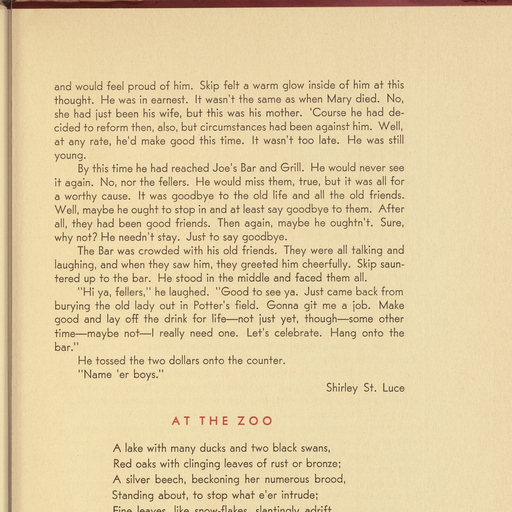 and would feel proud of him. Skip felt a warm glow inside of him at this
thought. He was in earnest. It wasn't the same as when Mary died. No,
she had just been his wife, but this was his mother. 'Course he had de-
cided to reform then, also, but circumstances had been against him. Well,
at any rate, he'd make good this time. It wasn't too late. He was still
young.
By this time he had reached Joe's Bar and Grill. He would never see
it again. No, nor the fellers. He would miss them, true, but it was all for
a worthy cause. It was goodbye to the old life and all the old friends.
Well, maybe he ought to stop in and at least say goodbye to them. After
all, they had been good friends. Then again, maybe he oughtn't. Sure,
why not? He needn't stay. Just to say goodbye.
The Bar was crowded with his old friends. They were all talking and
laughing, and when they saw him, they greeted him cheerfully. Skip saun-
tered up to the bar. He stood in the middle and faced them all.
"Hi ya, fellers," he laughed. "Good to see ya. Just came back from
burying the old lady out in Potter's field. Gonna git me a job. Make
good and lay off the drink for life—not just yet, though—some other
time—maybe not—I really need one. Let's celebrate. Hang onto the
bar."
He tossed the two dollars onto the counter.
"Name 'er boys."
Shirley St. Luce
AT THE ZOO
A lake with many ducks and two black swans,
Red oaks with clinging leaves of rust or bronze;
A silver beech, beckoning her numerous brood,
Standing about, to stop what e'er intrude;
Fine leaves, like snow-flakes, slantingly adrift